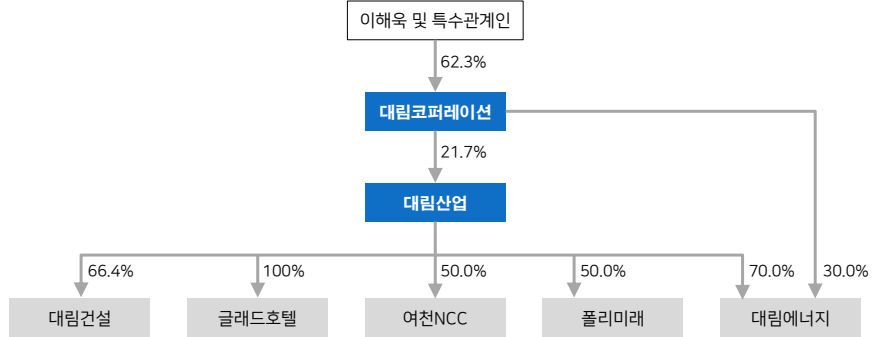 이해욱 및 특수관계인
62.3%
대림코퍼레이션
21.7%
대림산업
66.4%
100%
50.0%
50.0%
70.0%
30.0%
대림건설
글래드호텔
여천NCC
폴리미래
대림에너지